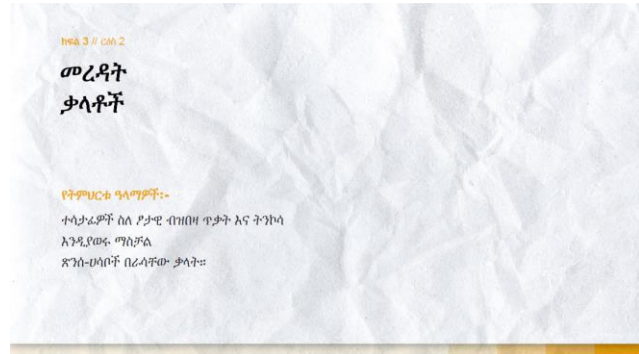 ክፍል 3 // ርዕስ 2
መረዳት
ቃላቶች
የትምህርቱ ዓላማዎች፡-
ተሳታፊዎች ስለ ፆታዊ ብዝበዛ ጥቃት እና ትንኮሳ
እንዲያወሩ ማስቻል
ጽንሰ-ሀሳቦች በራሳቸው ቃላት።